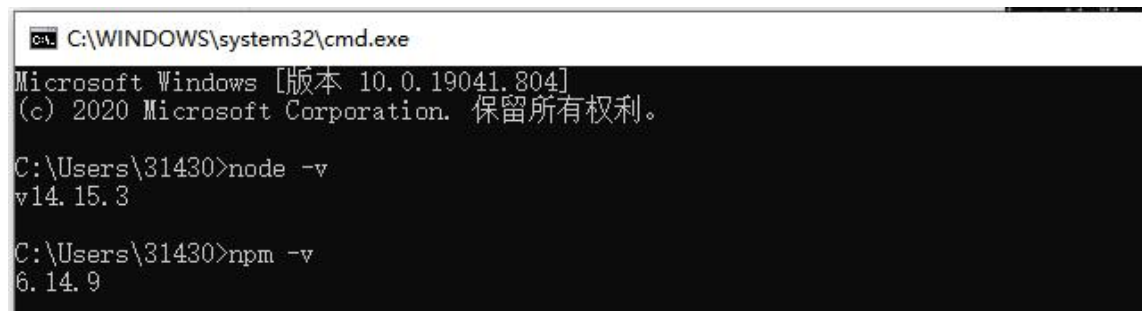 C:\WINDOWS\system32\cmd.exe
Microsoft Windows [版本 10.0.19041.804]
(c) 2020 Microsoft Corporation. 保留所有权利。
C:\Users\31430>node -v
v14.15.3
C:\Users\31430>npm -v
6.14.9